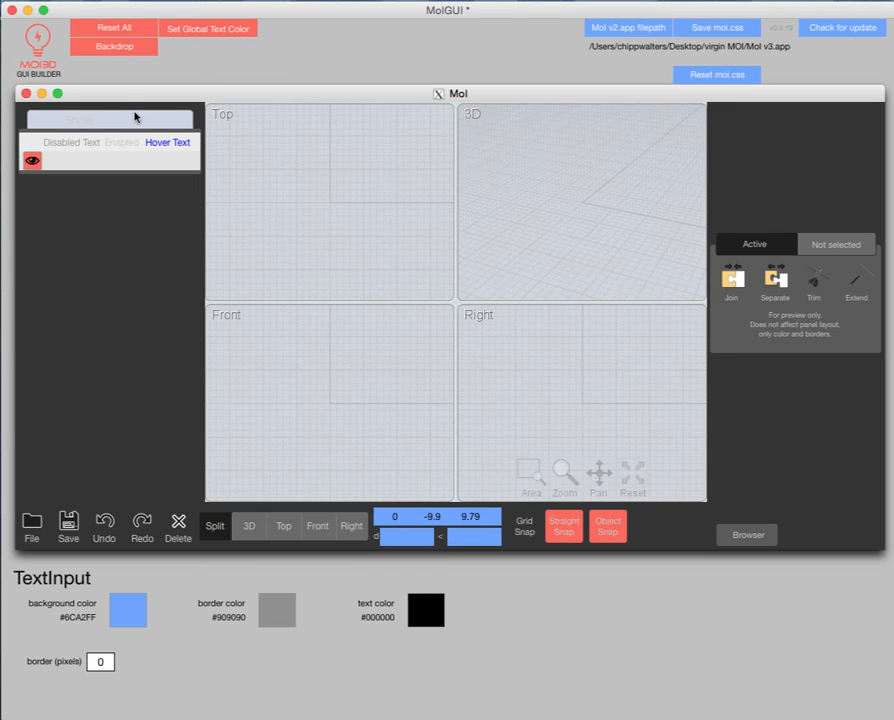 MoIGUI *
Reset All
Set Global Text Color
MoI v2.app filepath
Save moi.css
v0.8.19
Check for update
Backdrop
/Users/chippwalters/Desktop/virgin MOI/MoI v3.app
MOI3D
GUI BUILDER
Reset moi.css
X MoI
Styles
Top
3D
Disabled Text Enabled Hover Text
Active
Not selected
Join
Separate
Trim
Extend
Front
Right
For preview only.
Does not affect panel layout,
only color and borders.
Area
Zoom
Pan
Reset
File
Save
Undo
Redo
Delete
Split
3D
Top
Front
Right
0 -9.9 9.79
d
<
Grid
Snap
Straight
Snap
Object
Snap
Browser
TextInput
background color
#6CA2FF
border color
#909090
text color
#000000
border (pixels) 0